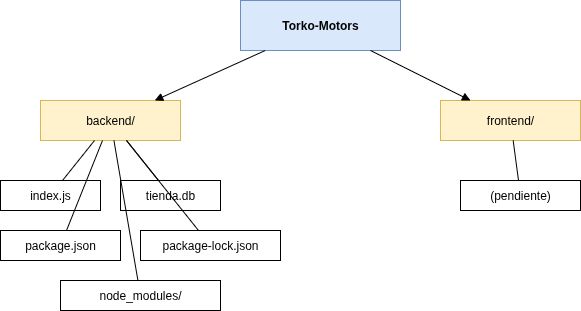 Torko-Motors
backend/
frontend/
index.js
tienda.db
(pendiente)
package.json
package-lock.json
node_modules/